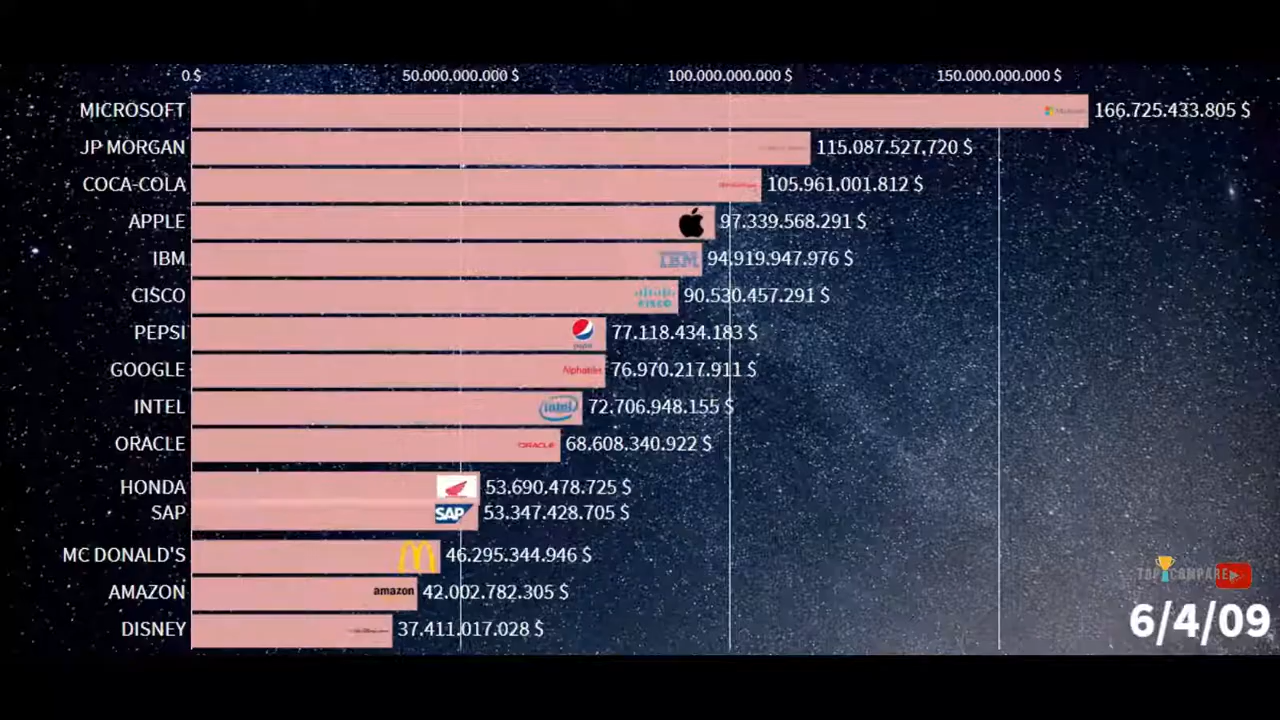 0 $ 50.000.000.000 $ 100.000.000.000 $ 150.000.000.000 $
MICROSOFT Microsoft 166.725.433.805 $
JP MORGAN 115.087.527.720 $
COCA-COLA 105.961.001.812 $
APPLE 97.339.568.291 $
IBM IBM 94.919.947.976 $
CISCO CISCO 90.530.457.291 $
PEPSI pepsi 77.118.434.183 $
GOOGLE Alphabet 76.970.217.911 $
INTEL intel 72.706.948.155 $
ORACLE ORACLE 68.608.340.922 $
HONDA 53.690.478.725 $
SAP SAP 53.347.428.705 $
MC DONALD'S 46.295.344.946 $
AMAZON amazon 42.002.782.305 $
DISNEY 37.411.017.028 $
TOP COMPARE
6/4/09